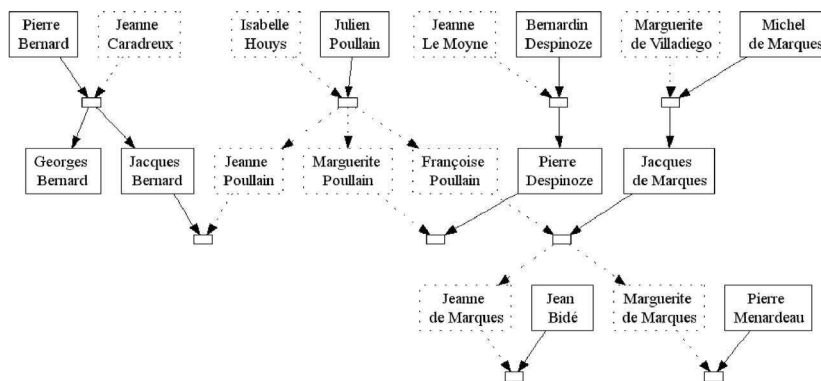 Pierre
Bernard
Jeanne
Caradreux
Isabelle
Houys
Julien
Poullain
Jeanne
Le Moyne
Bernardin
Despinoze
Marguerite
de Villadiego
Michel
de Marques
Georges
Bernard
Jacques
Bernard
Jeanne
Poullain
Marguerite
Poullain
Françoise
Poullain
Pierre
Despinoze
Jacques
de Marques
Jeanne
de Marques
Jean
Bidé
Marguerite
de Marques
Pierre
Menardeau